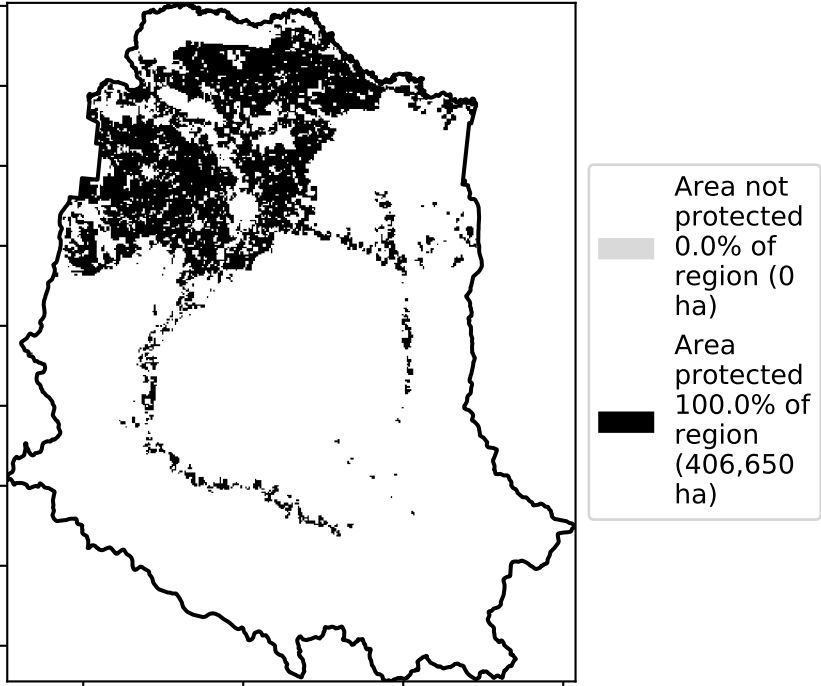 Area not
protected
0.0% of
region (0
ha)
Area
protected
100.0% of
region
(406,650
ha)